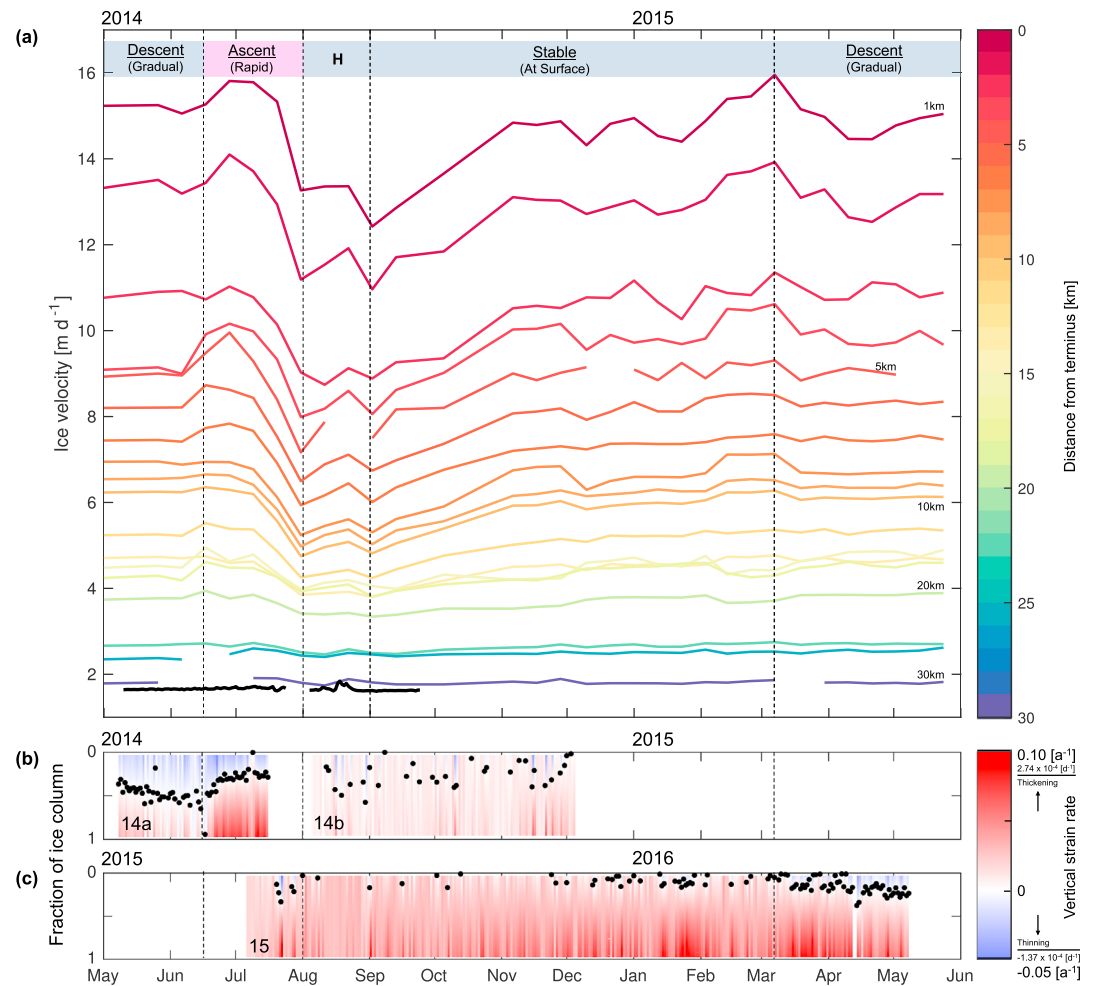 2014 2015
(a)
Descent
(Gradual)
Ascent
(Rapid)
H
Stable
(At Surface)
Descent
(Gradual)
16
14
12
10
8
6
4
2
Ice velocity [m d⁻¹]
1km
5km
10km
20km
30km
0
5
10
15
20
25
30
Distance from terminus [km]
2014 2015
(b)
0
1
14a
14b
2015 2016
(c)
0
1
15
Fraction of ice column
May Jun Jul Aug Sep Oct Nov Dec Jan Feb Mar Apr May Jun
0.10 [a⁻¹]
2.74 x 10⁻⁴ [d⁻¹]
Thickening
0
Thinning
-1.37 x 10⁻⁴ [d⁻¹]
-0.05 [a⁻¹]
Vertical strain rate